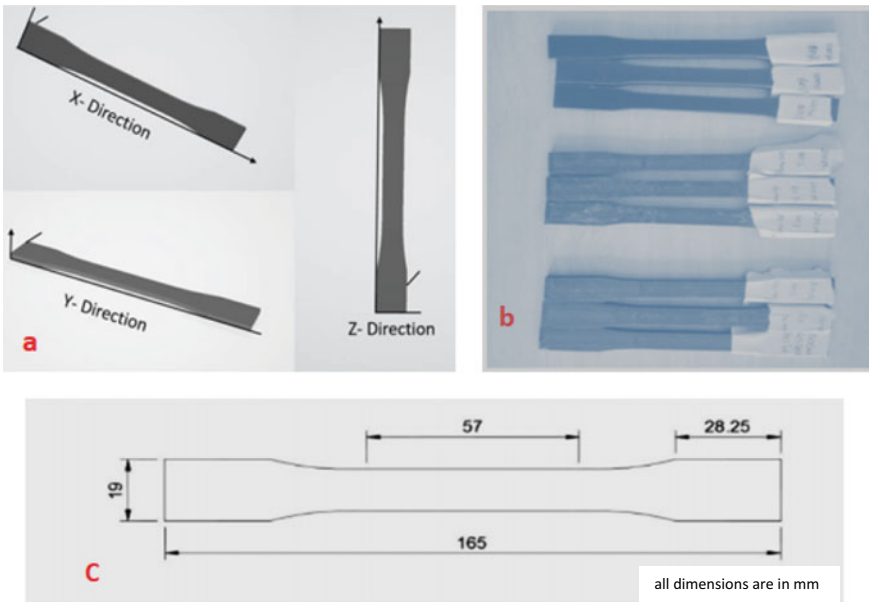 X- Direction
Y- Direction
a
Z- Direction
b
57
28.25
19
165
C
all dimensions are in mm